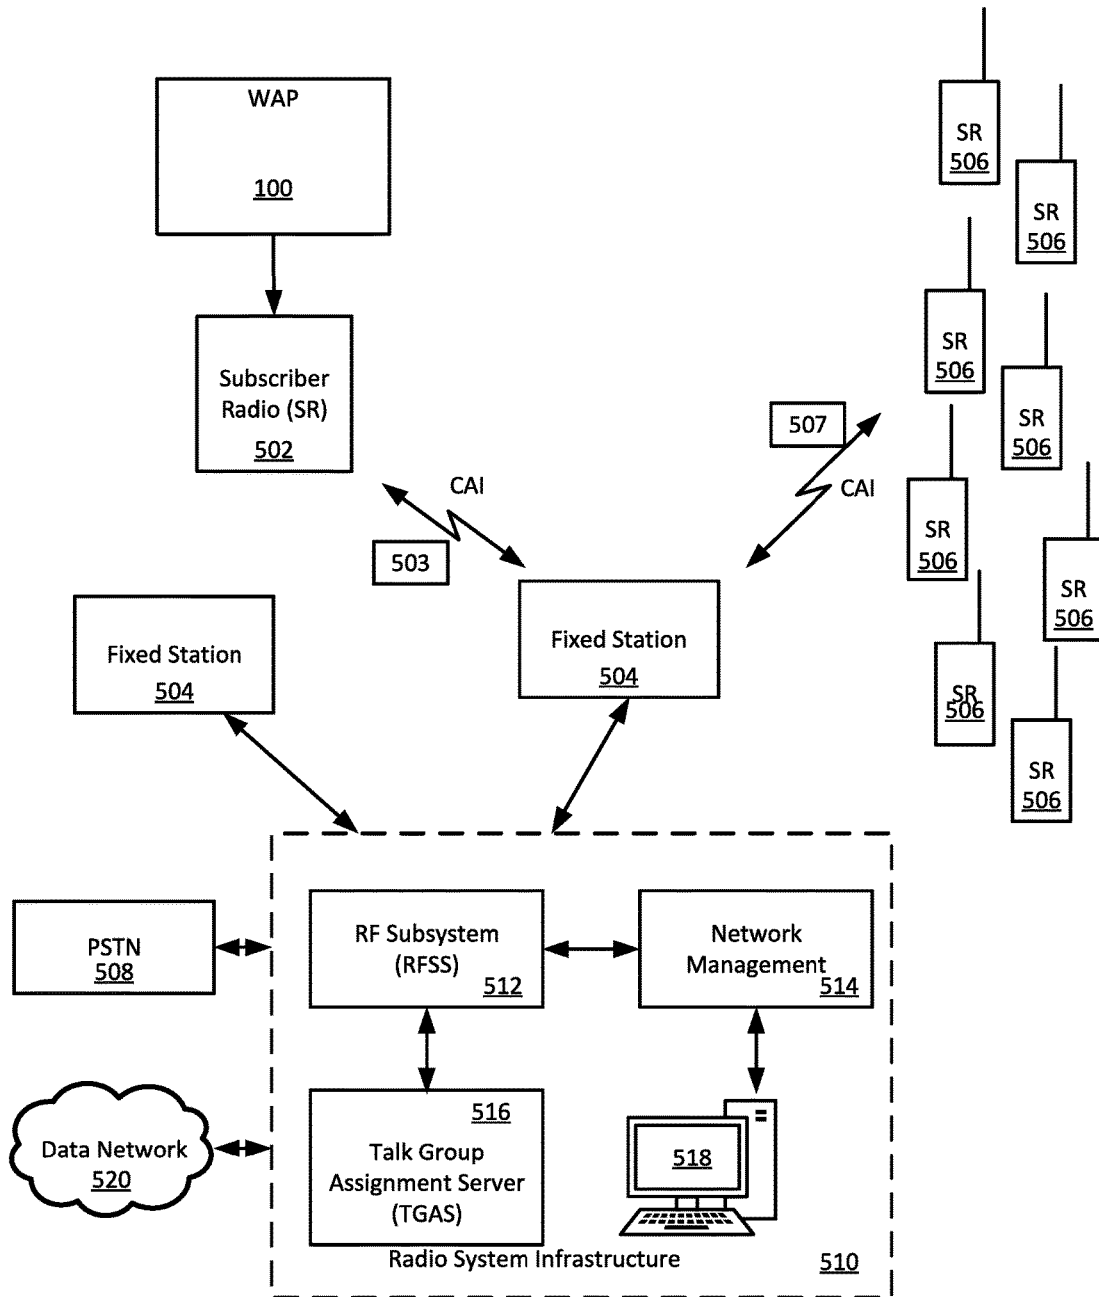 WAP
100
SR
506
SR
506
Subscriber
Radio (SR)
502
SR
506
SR
506
507
CAI
CAI
503
SR
506
SR
506
Fixed Station
504
Fixed Station
504
SR
506
SR
506
PSTN
508
RF Subsystem
(RFSS)
512
Network
Management
514
Data Network
520
516
Talk Group
Assignment Server
(TGAS)
518
Radio System Infrastructure
510